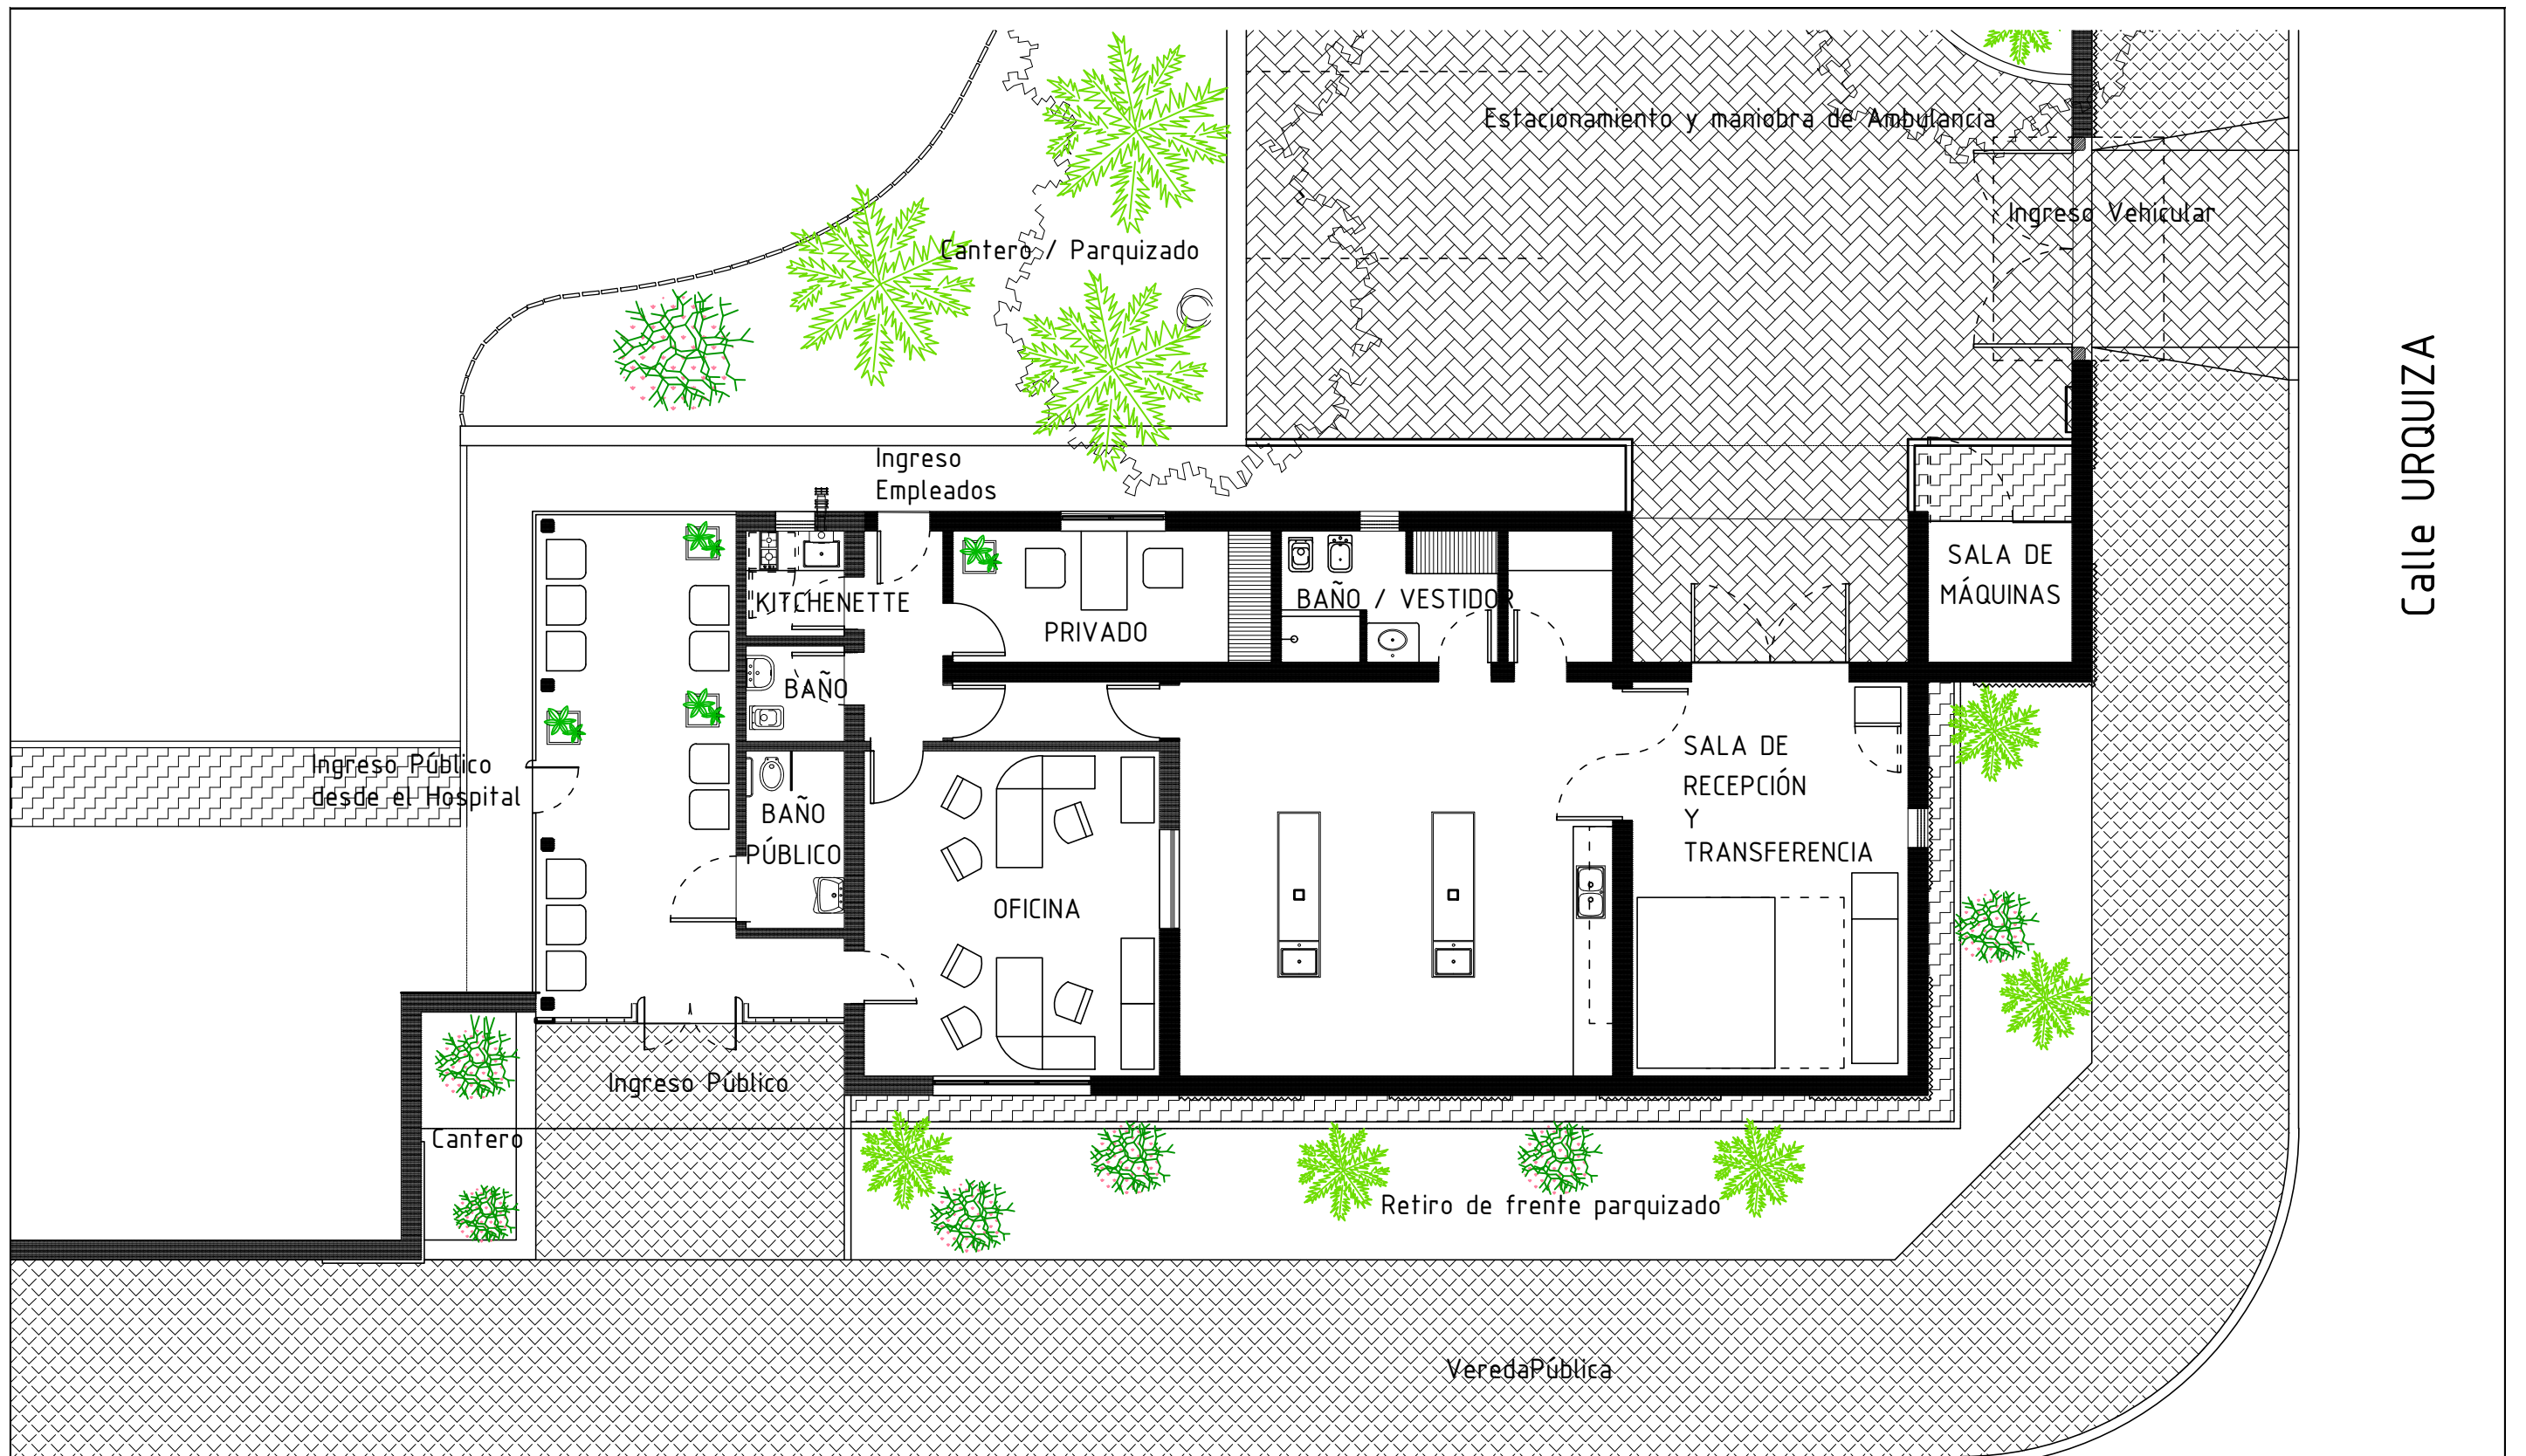 Estacionamiento y maniobra de Ambulancia
Ingreso Vehicular
Cantero / Parquizado
Calle URQUIZA
Ingreso
Empleados
SALA DE
MÁQUINAS
KITCHENETTE
PRIVADO
BAÑO / VESTIDOR
BAÑO
Ingreso Público
desde el Hospital
BAÑO
PÚBLICO
SALA DE
RECEPCIÓN
Y
TRANSFERENCIA
OFICINA
Ingreso Público
Cantero
Retiro de frente parquizado
VeredaPública